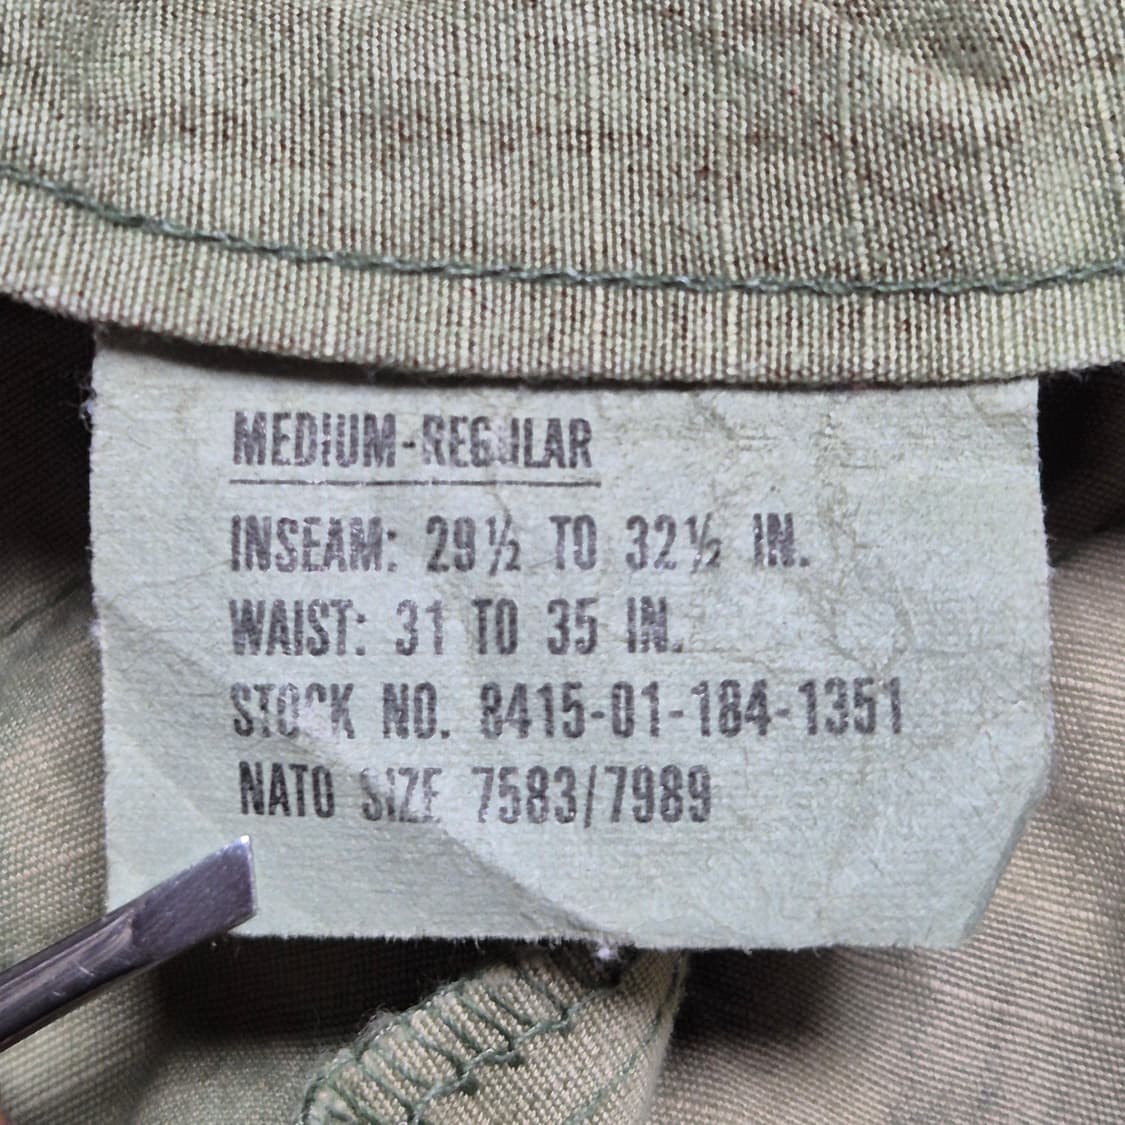 MEDIUM-REGULAR
INSEAM: 29½ TO 32½ IN.
WAIST: 31 TO 35 IN.
STOCK NO. 8415-01-184-1351
NATO SIZE 7583/7989